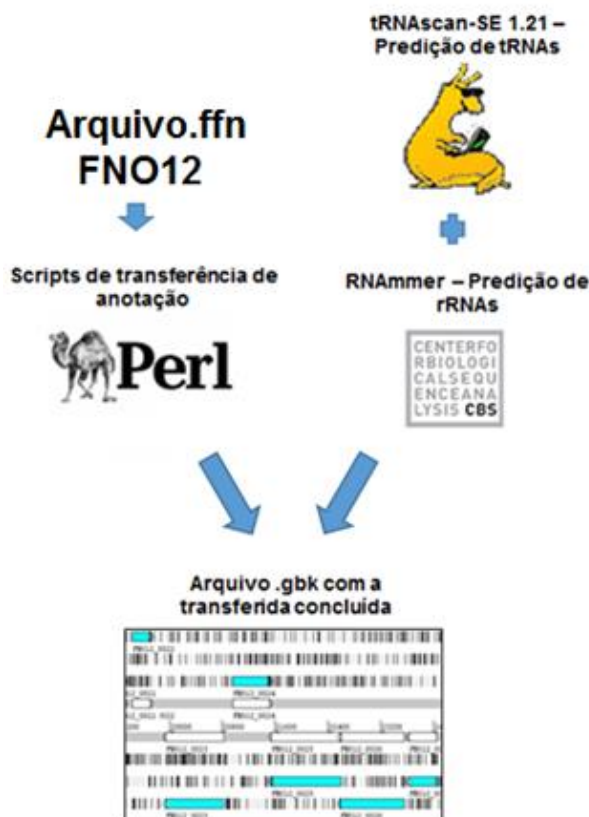 tRNAscan-SE 1.21 –
Predição de tRNAs
Arquivo.ffn
FNO12
Scripts de transferência de
anotação
Perl
RNAmmer – Predição de
rRNAs
CENTERFO
RBIOLOGI
CALSEQU
ENCEANA
LYSIS CBS
Arquivo .gbk com a
transferida concluída